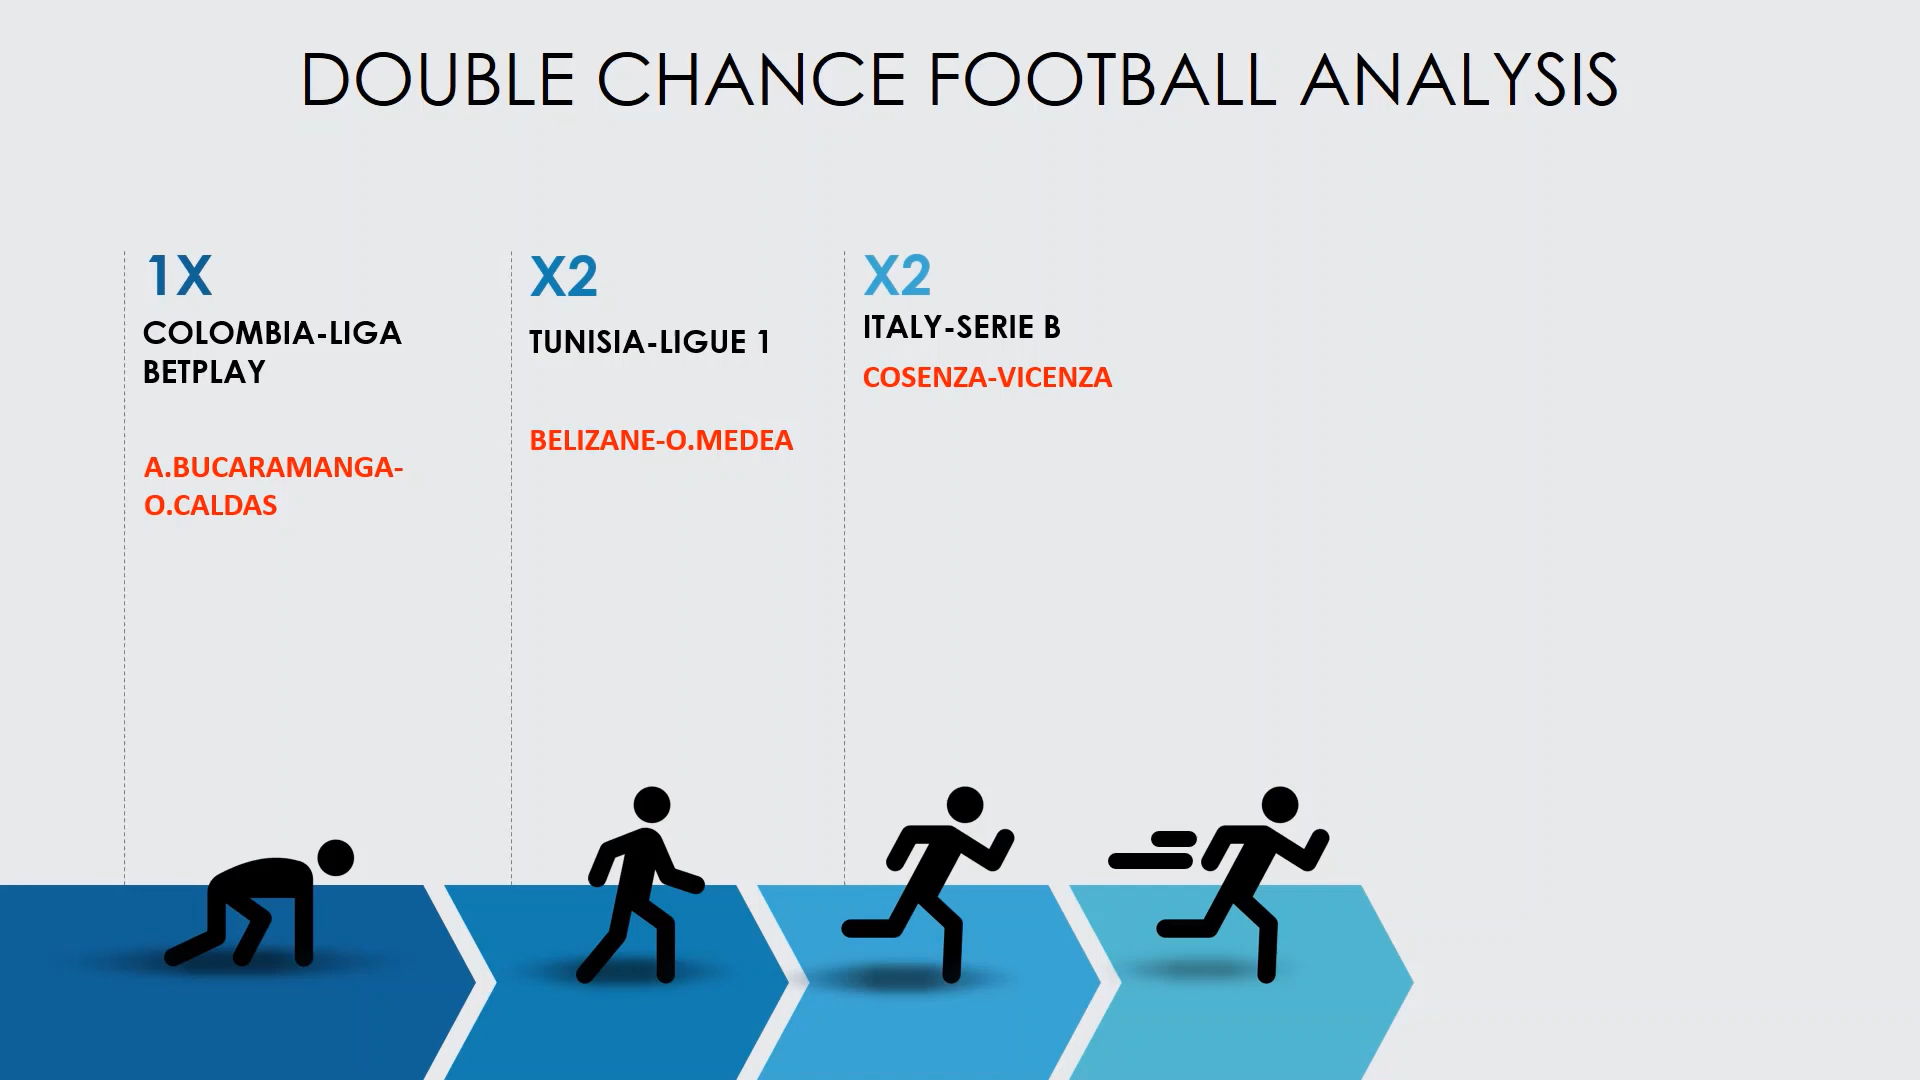 DOUBLE CHANCE FOOTBALL ANALYSIS
1X
COLOMBIA-LIGA
BETPLAY
A.BUCARAMANGA-
O.CALDAS
X2
TUNISIA-LIGUE 1
BELIZANE-O.MEDEA
X2
ITALY-SERIE B
COSENZA-VICENZA